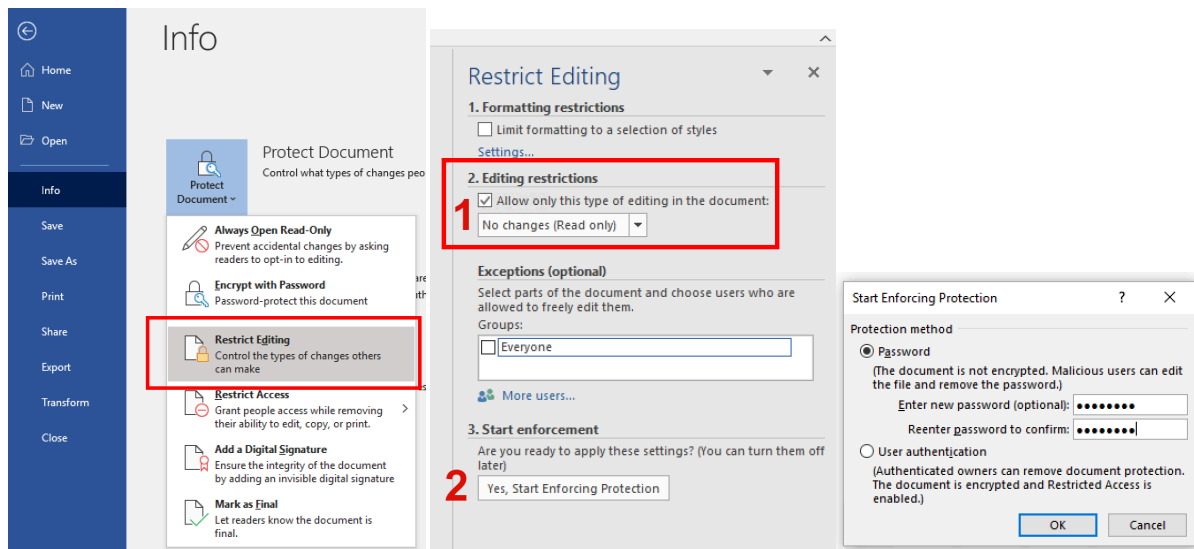 Info
Home
New
Open
Info
Save
Save As
Print
Share
Export
Transform
Close
Protect Document
Control what types of changes peo
Protect
Document
Always Open Read-Only
Prevent accidental changes by asking
readers to opt-in to editing.
Encrypt with Password
Password-protect this document
Restrict Editing
Control the types of changes others
can make
Restrict Access
Grant people access while removing
their ability to edit, copy, or print.
Add a Digital Signature
Ensure the integrity of the document
by adding an invisible digital signature
Mark as Final
Let readers know the document is
final.
Restrict Editing
1. Formatting restrictions
Limit formatting to a selection of styles
Settings...
2. Editing restrictions
1
Allow only this type of editing in the document:
No changes (Read only)
Exceptions (optional)
Select parts of the document and choose users who are
allowed to freely edit them.
Groups:
Everyone
More users...
3. Start enforcement
Are you ready to apply these settings? (You can turn them off
later)
2
Yes, Start Enforcing Protection
Start Enforcing Protection ?
Protection method
Password
(The document is not encrypted. Malicious users can edit
the file and remove the password.)
Enter new password (optional):
Reenter password to confirm:
User authentication
(Authenticated owners can remove document protection.
The document is encrypted and Restricted Access is
enabled.)
OK Cancel